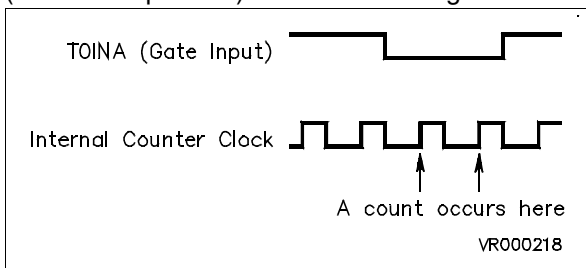 TOINA (Gate Input)
Internal Counter Clock
A count occurs here
VR000218